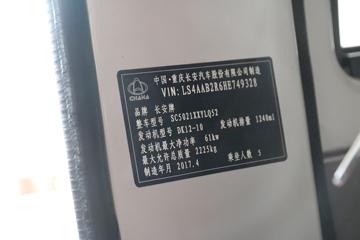 中国·重庆长安汽车股份有限公司制造
VIN: LS4AAB2R6HE749328
CHANA
品牌 长安牌
整车型号 SC5021XXYLQ52
发动机型号 DK12-10 发动机排量 1240ml
发动机最大净功率 61kw
最大允许总质量 2225kg
制造年月 2017.4 乘坐人数 5